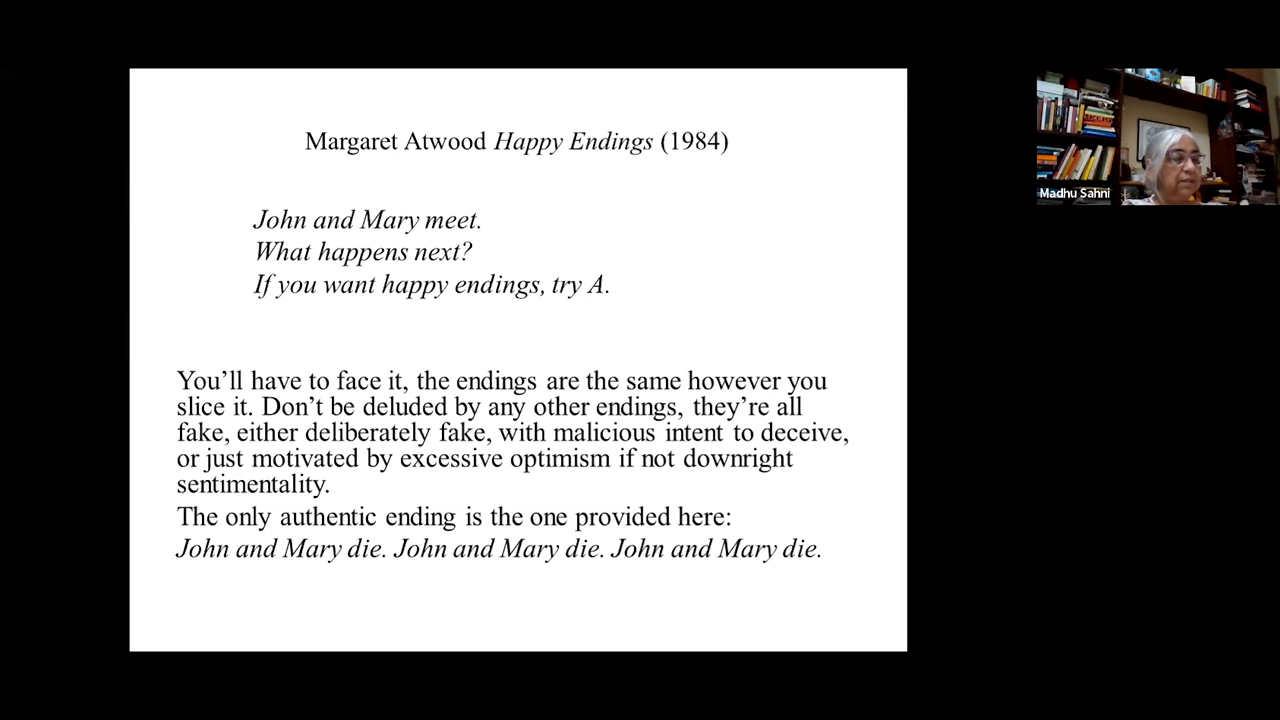 Margaret Atwood Happy Endings (1984)
John and Mary meet.
What happens next?
If you want happy endings, try A.
You’ll have to face it, the endings are the same however you
slice it. Don’t be deluded by any other endings, they’re all
fake, either deliberately fake, with malicious intent to deceive,
or just motivated by excessive optimism if not downright
sentimentality.
The only authentic ending is the one provided here:
John and Mary die. John and Mary die. John and Mary die.
Madhu Sahni